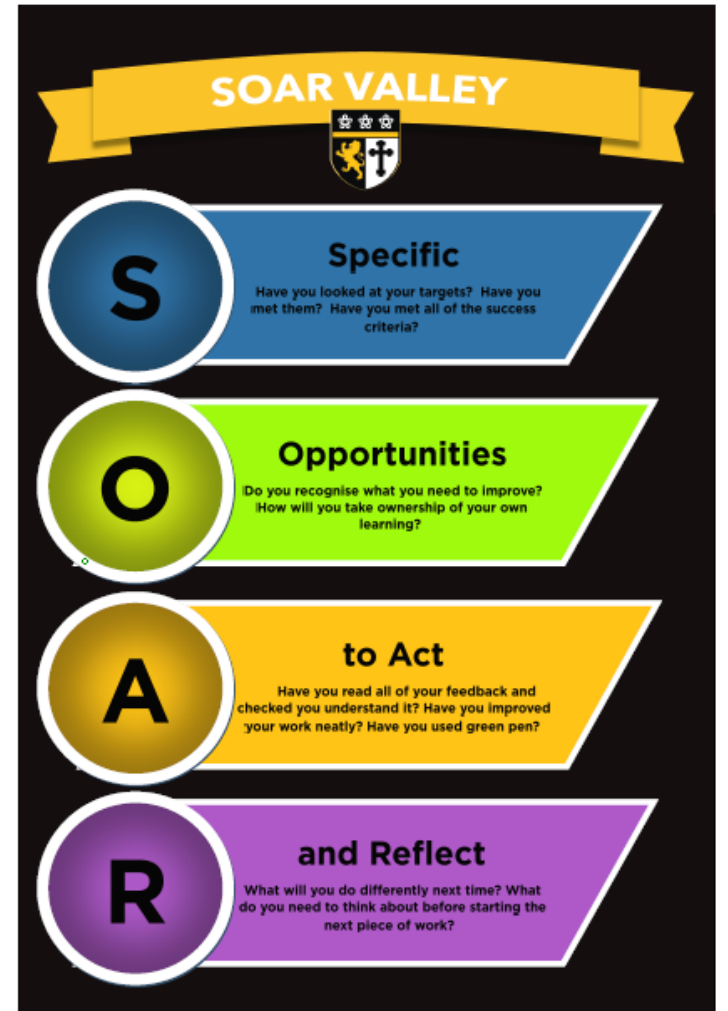 SOAR VALLEY
S
Specific
Have you looked at your targets?  Have you
met them?  Have you met all of the success
criteria?
O
Opportunities
Do you recognise what you need to improve?
How will you take ownership of your own
learning?
A
to Act
Have you read all of your feedback and
checked you understand it? Have you improved
your work neatly? Have you used green pen?
R
and Reflect
What will you do differently next time? What
do you need to think about before starting the
next piece of work?